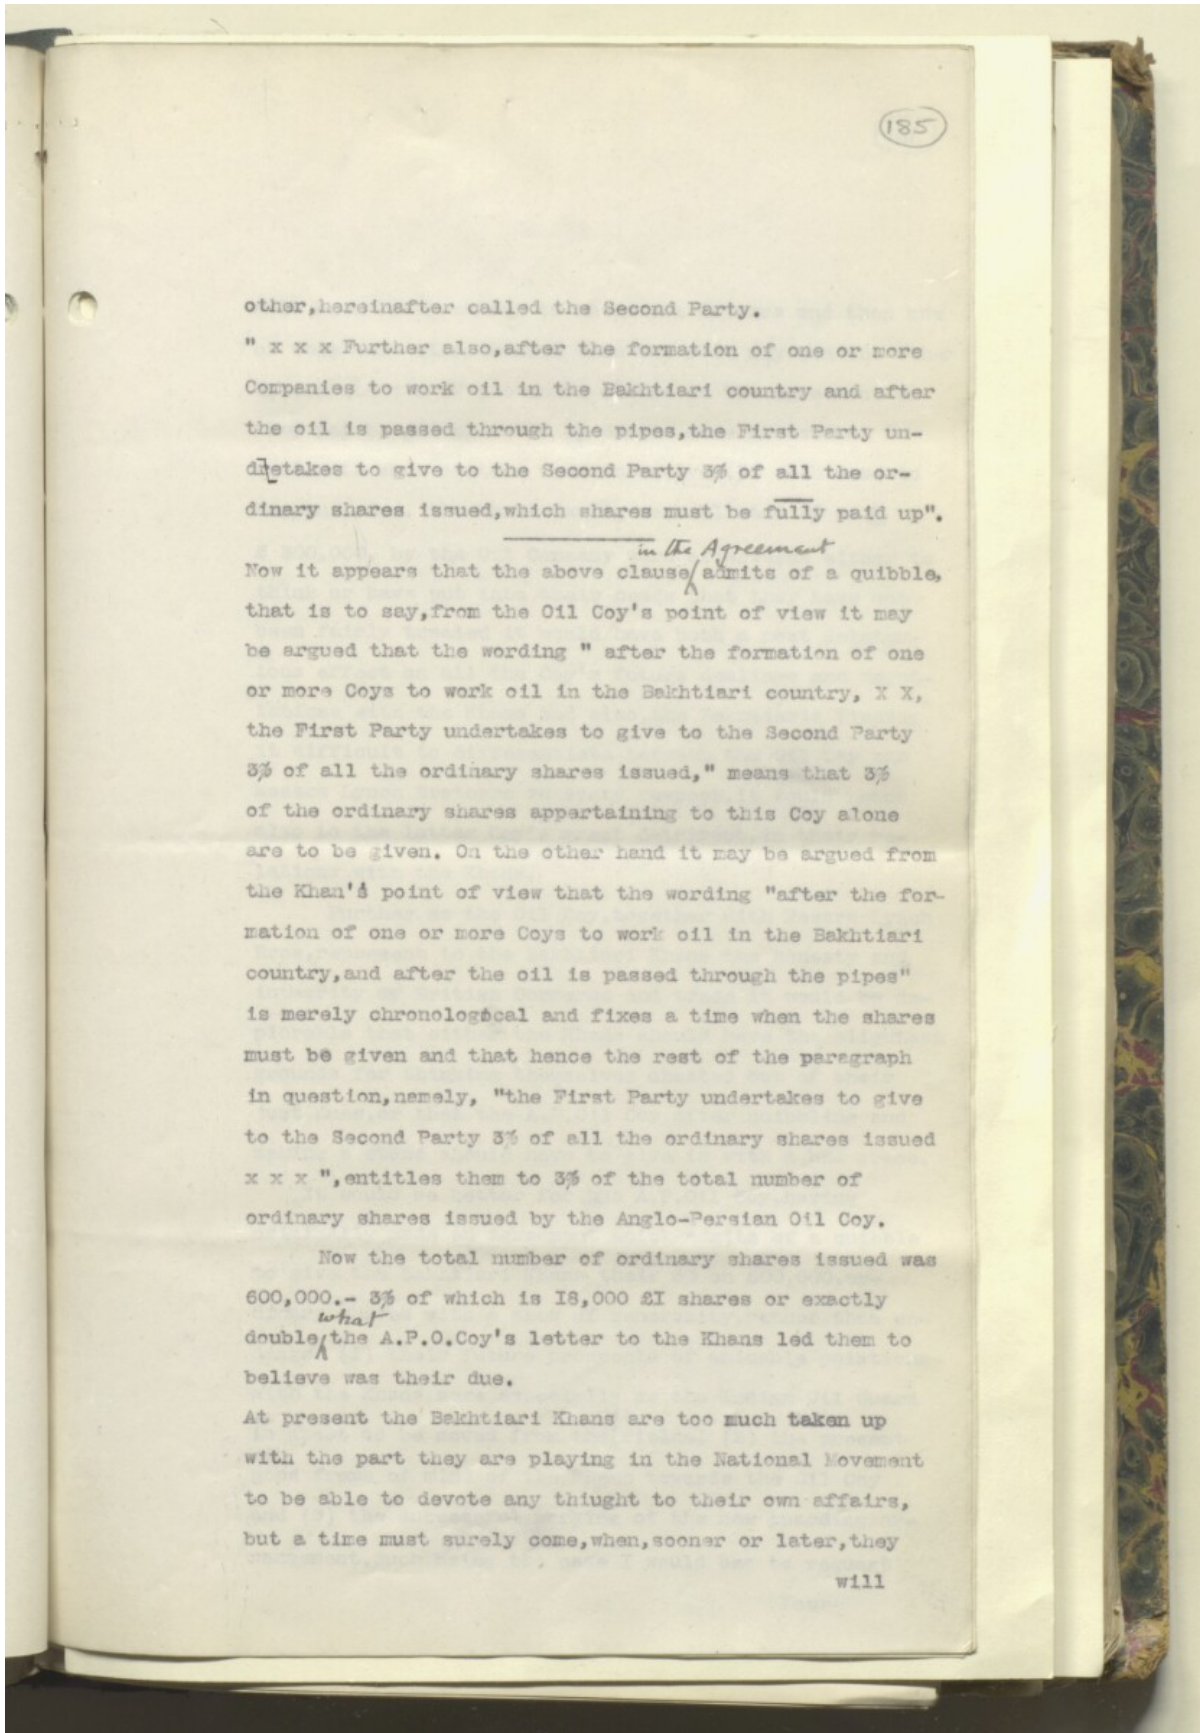 185
other,hereinafter called the Second Party.
" x x x Further also,after the formation of one or more
Companies to work oil in the Bakhtiari country and after
the oil is passed through the pipes,the First Party un-
dretakes to give to the Second Party 3% of all the or-
dinary shares issued,which shares must be fully paid up".
in the Agreement
Now it appears that the above clause admits of a quibble,
that is to say,from the Oil Coy's point of view it may
be argued that the wording " after the formation of one
or more Coys to work oil in the Bakhtiari country, X X,
the First Party undertakes to give to the Second Party
3% of all the ordinary shares issued," means that 3%
of the ordinary shares appertaining to this Coy alone
are to be given. On the other hand it may be argued from
the Khan's point of view that the wording "after the for-
mation of one or more Coys to work oil in the Bakhtiari
country,and after the oil is passed through the pipes"
is merely chronological and fixes a time when the shares
must be given and that hence the rest of the paragraph
in question,namely, "the First Party undertakes to give
to the Second Party 3% of all the ordinary shares issued
x x x ",entitles them to 3% of the total number of
ordinary shares issued by the Anglo-Persian Oil Coy.
Now the total number of ordinary shares issued was
600,000.- 3% of which is I8,000 £I shares or exactly
what
double the A.P.O.Coy's letter to the Khans led them to
believe was their due.
At present the Bakhtiari Khans are too much taken up
with the part they are playing in the National Movement
to be able to devote any thiught to their own affairs,
but a time must surely come,when,sooner or later,they
will